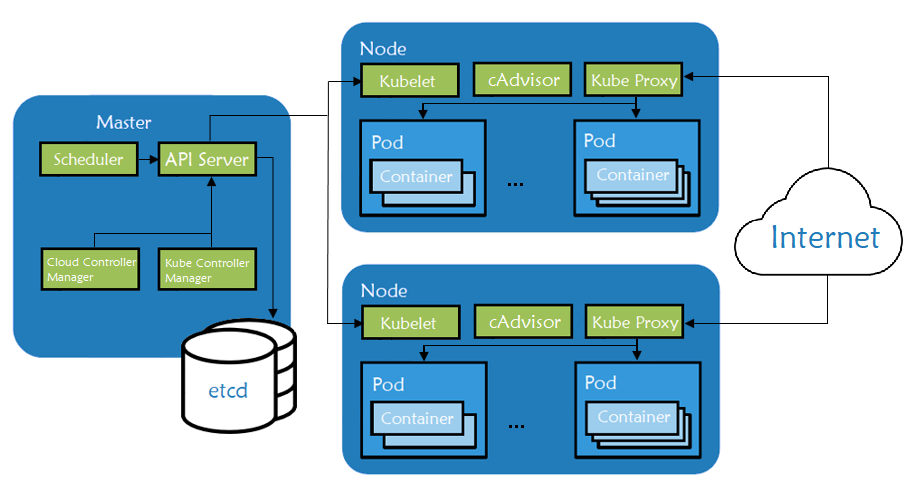 Master
Scheduler
API Server
Cloud Controller
Manager
Kube Controller
Manager
etcd
Node
Kubelet
cAdvisor
Kube Proxy
Pod
Container
...
Pod
Container
Node
Kubelet
cAdvisor
Kube Proxy
Pod
Container
...
Pod
Container
Internet